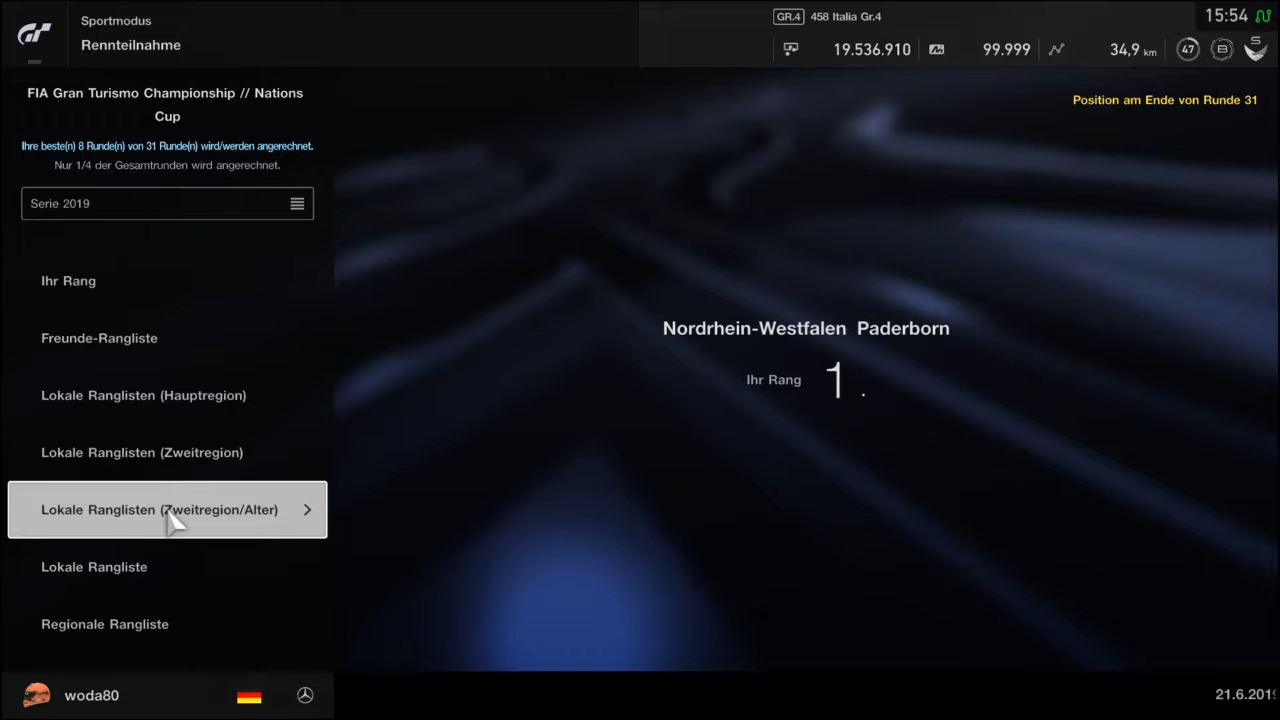 Sportmodus
Rennteilnahme
GR.4 458 Italia Gr.4
15:54
19.536.910 99.999 34,9 km 47 B S
FIA Gran Turismo Championship // Nations
Cup
Ihre beste(n) 8 Runde(n) von 31 Runde(n) wird/werden angerechnet.
Nur 1/4 der Gesamtrunden wird angerechnet.
Serie 2019
Position am Ende von Runde 31
Ihr Rang
Freunde-Rangliste
Lokale Ranglisten (Hauptregion)
Lokale Ranglisten (Zweitregion)
Lokale Ranglisten (Zweitregion/Alter)
Lokale Rangliste
Regionale Rangliste
Nordrhein-Westfalen Paderborn
Ihr Rang 1.
woda80
21.6.2019